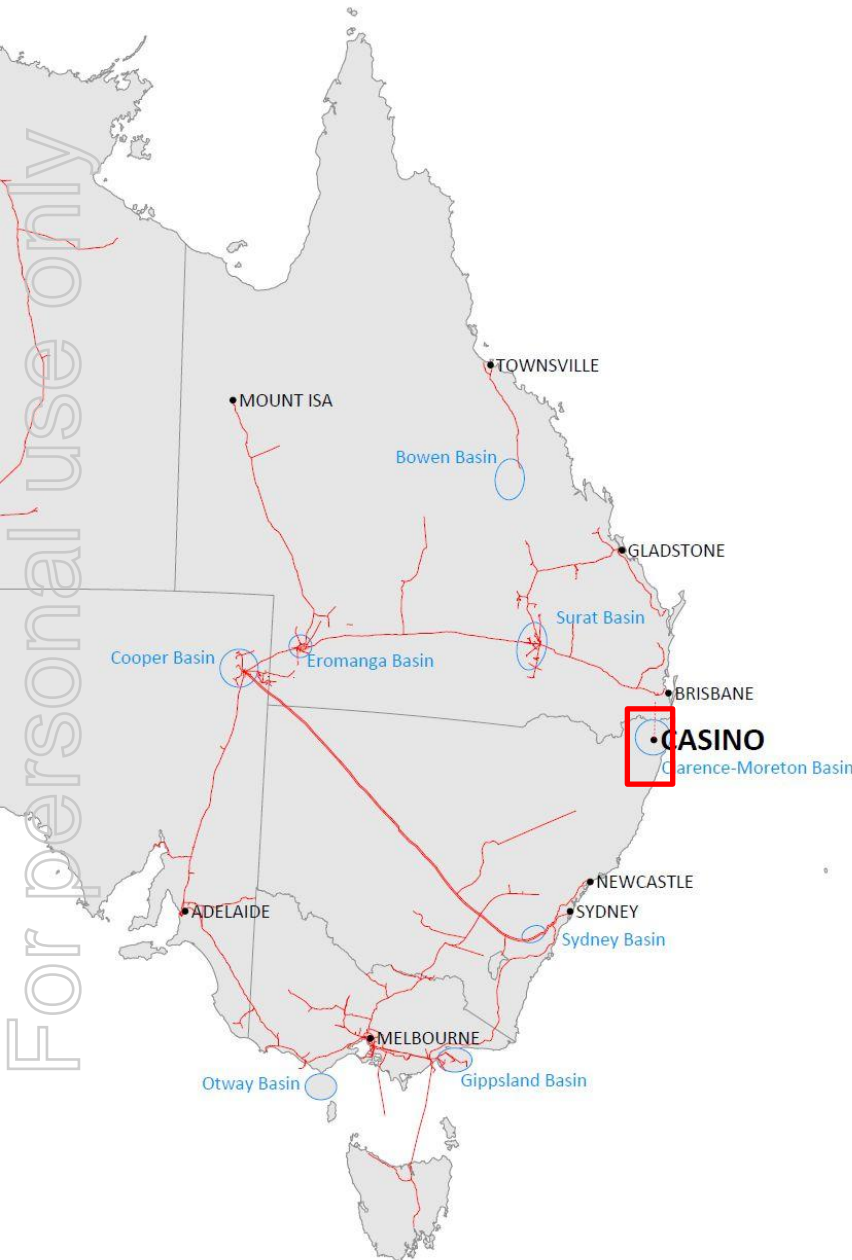 For personal use only
TOWNSVILLE
MOUNT ISA
Bowen Basin
GLADSTONE
Surat Basin
Cooper Basin
Eromanga Basin
BRISBANE
CASINO
Clarence-Moreton Basin
NEWCASTLE
ADELAIDE
SYDNEY
Sydney Basin
MELBOURNE
Otway Basin
Gippsland Basin